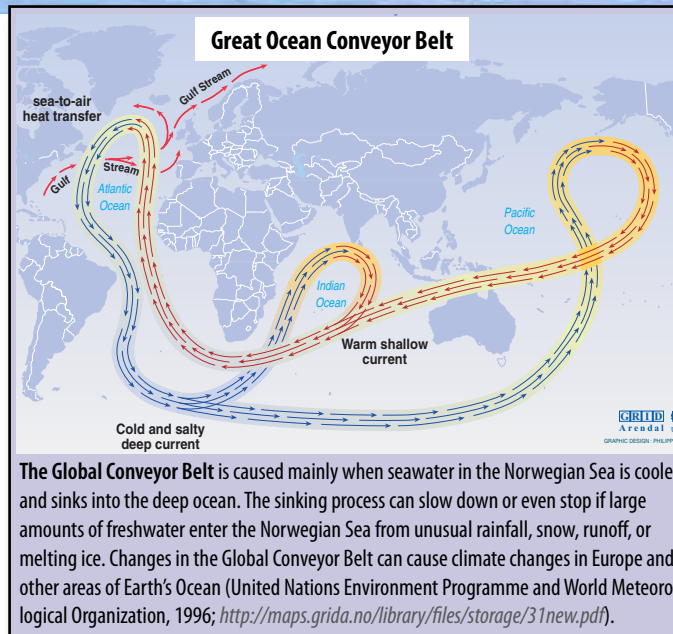 Great Ocean Conveyor Belt
sea-to-air
heat transfer
Gulf Stream
Gulf
Stream
Atlantic
Ocean
Pacific
Ocean
Indian
Ocean
Warm shallow
current
Cold and salty
deep current
GRID
Arendal
GRAPHIC DESIGN : PHILIPP
The Global Conveyor Belt is caused mainly when seawater in the Norwegian Sea is coole
and sinks into the deep ocean. The sinking process can slow down or even stop if large
amounts of freshwater enter the Norwegian Sea from unusual rainfall, snow, runoff, or
melting ice. Changes in the Global Conveyor Belt can cause climate changes in Europe and
other areas of Earth's Ocean (United Nations Environment Programme and World Meteoro
logical Organization, 1996; http://maps.grida.no/library/files/storage/31new.pdf).